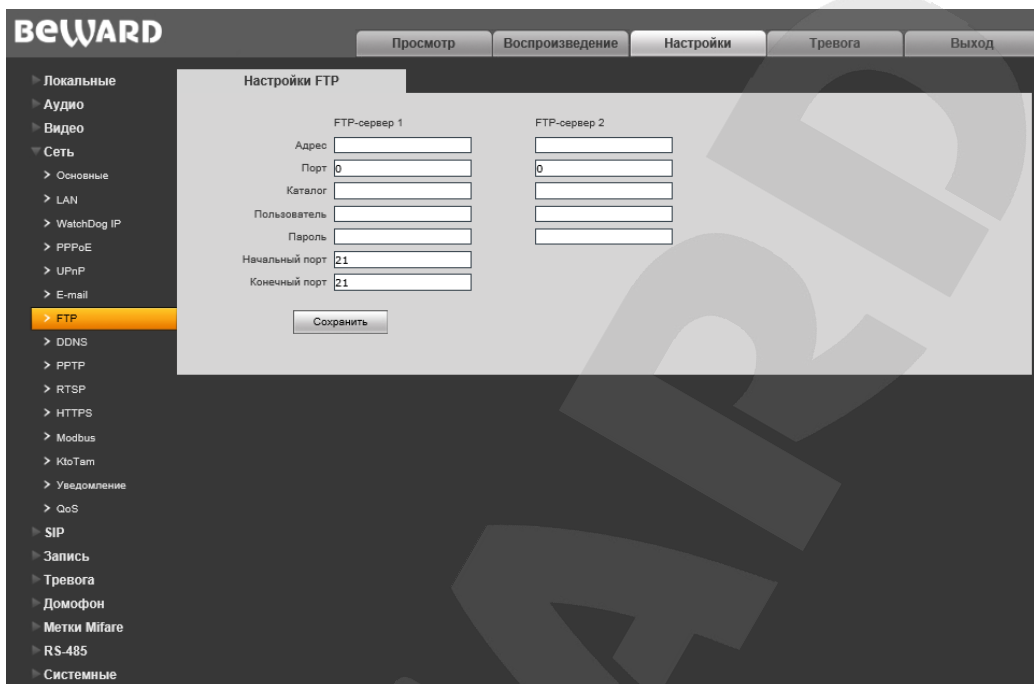 BEWARD
Просмотр
Воспроизведение
Настройки
Тревога
Выход
Локальные
Аудио
Видео
Сеть
Основные
LAN
WatchDog IP
PPPoE
UPnP
E-mail
FTP
DDNS
PPTP
RTSP
HTTPS
Modbus
KtoTam
Уведомление
QoS
SIP
Запись
Тревога
Домофон
Метки Mifare
RS-485
Системные
Настройки FTP
FTP-сервер 1 FTP-сервер 2
Адрес
Порт 0 0
Каталог
Пользователь
Пароль
Начальный порт 21
Конечный порт 21
Сохранить
ARD